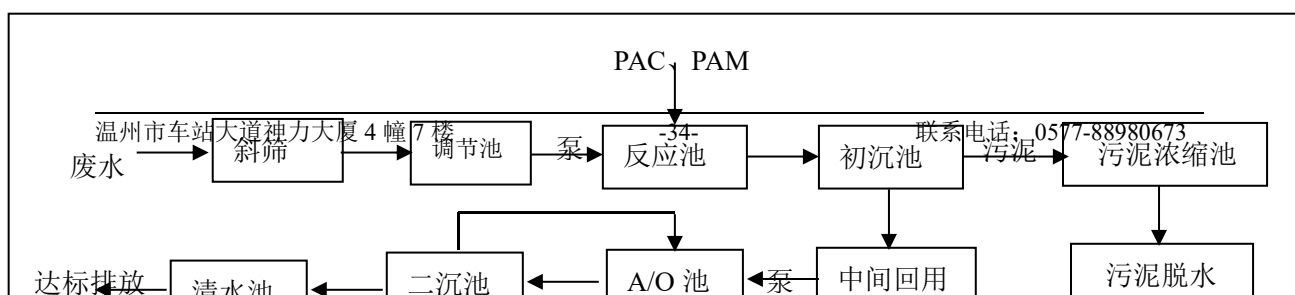 PAC、PAM
温州市车站大道神力大厦 4 幢 7 楼 -34- 联系电话：0577-88980673
废水 斜筛 调节池 泵 反应池 初沉池 污泥 污泥浓缩池
达标排放 清水池 二沉池 A/O 池 泵 中间回用 污泥脱水